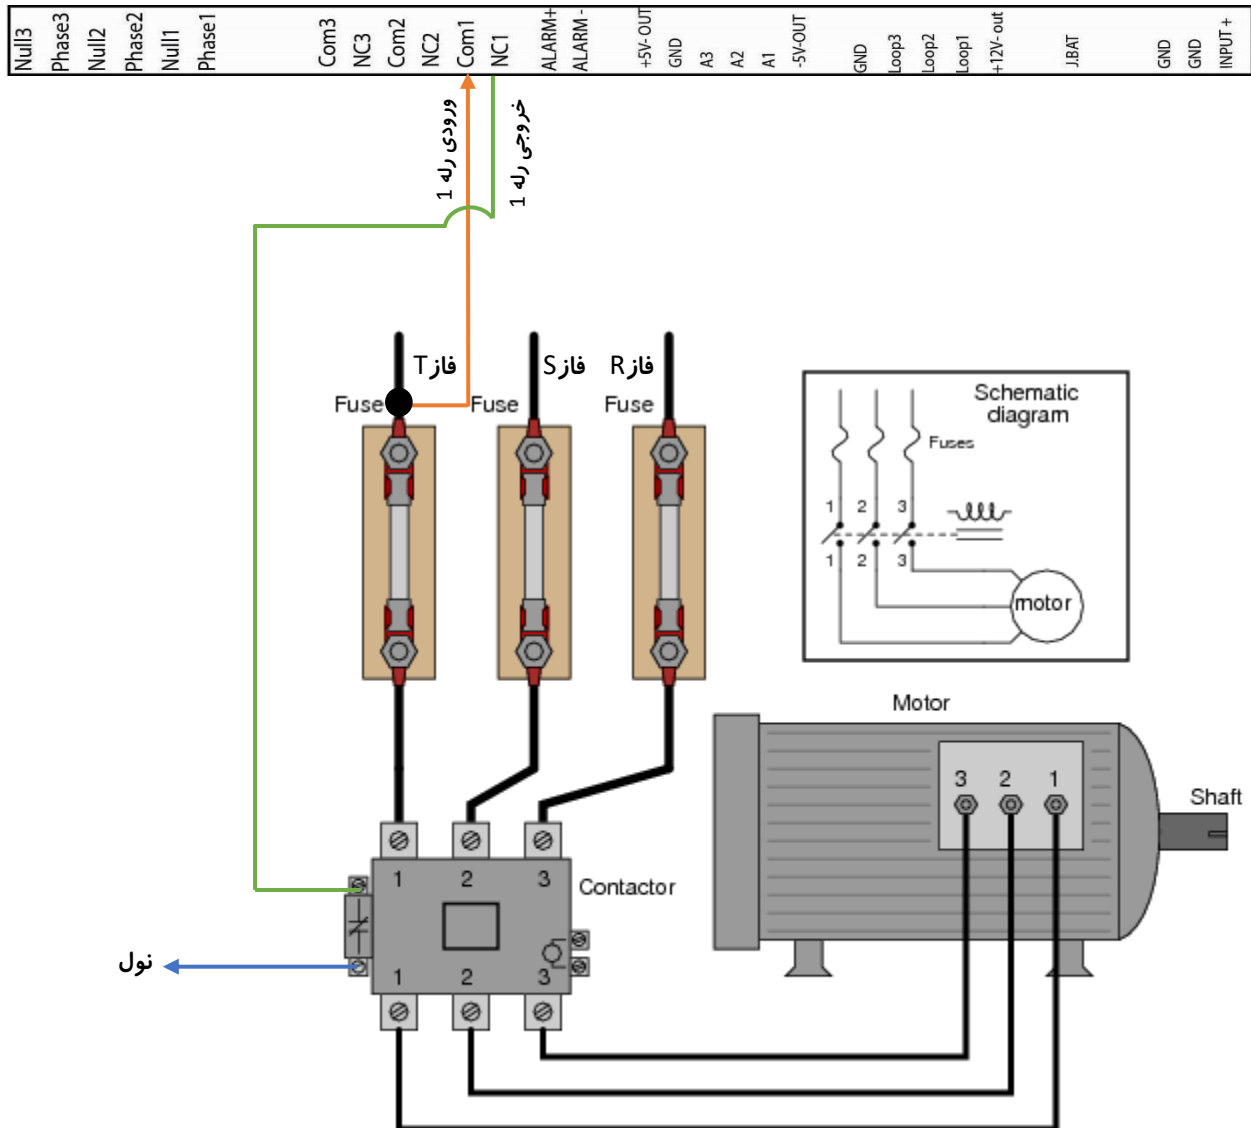 Null3
Phase3
Null2
Phase2
Null1
Phase1
Com3
NC3
Com2
NC2
Com1
NC1
ALARM+
ALARM -
+5V- OUT
GND
A3
A2
A1
-5V-OUT
GND
Loop3
Loop2
Loop1
+12V- out
J.BAT
GND
GND
INPUT +
ورودی رله 1
خروجی رله 1
فاز T
فاز S
فاز R
Fuse
Fuse
Fuse
Schematic
diagram
Fuses
1 2 3
1 2 3
motor
Motor
3 2 1
Shaft
1 2 3
Contactor
1 2 3
نول